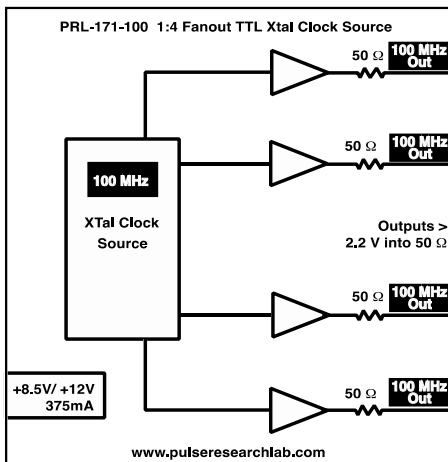 PRL-171-100 1:4 Fanout TTL Xtal Clock Source
50 Ω
100 MHz
Out
50 Ω
100 MHz
Out
100 MHz
XTal Clock
Source
Outputs >
2.2 V into 50 Ω
50 Ω
100 MHz
Out
50 Ω
100 MHz
Out
+8.5V/ +12V
375mA
www.pulseresearchlab.com